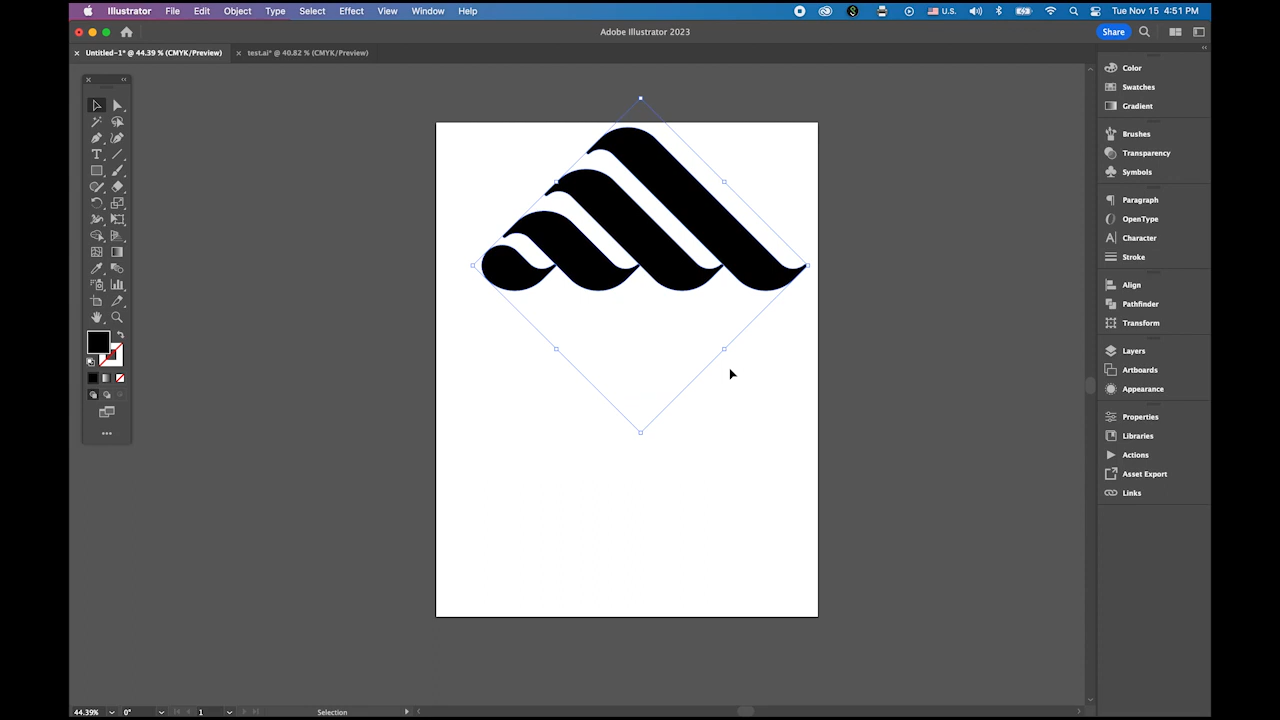 Illustrator File Edit Object Type Select Effect View Window Help U.S. Tue Nov 15 4:51 PM
Adobe Illustrator 2023 Share
Untitled-1* @ 44.39 % (CMYK/Preview) test.ai* @ 40.82 % (CMYK/Preview)
Color
Swatches
Gradient
Brushes
Transparency
Symbols
Paragraph
OpenType
Character
Stroke
Align
Pathfinder
Transform
Layers
Artboards
Appearance
Properties
Libraries
Actions
Asset Export
Links
44.39% 0° 1 Selection